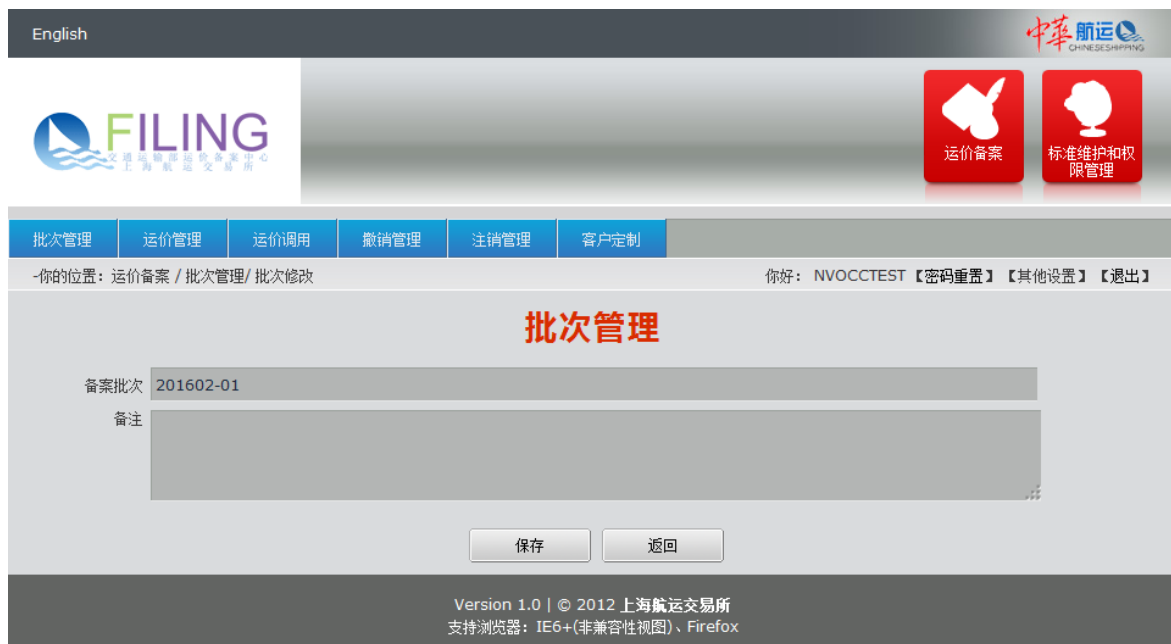 English
中華航运
CHINESESHIPPING
FILING
交通运输部运价备案中心
上海航运交易所
运价备案
标准维护和权
限管理
批次管理 运价管理 运价调用 撤销管理 注销管理 客户定制
-你的位置：运价备案 / 批次管理/ 批次修改 你好： NVOCCTEST【密码重置】【其他设置】【退出】
批次管理
备案批次 201602-01
备注
保存 返回
Version 1.0 | © 2012 上海航运交易所
支持浏览器：IE6+(非兼容性视图)、Firefox